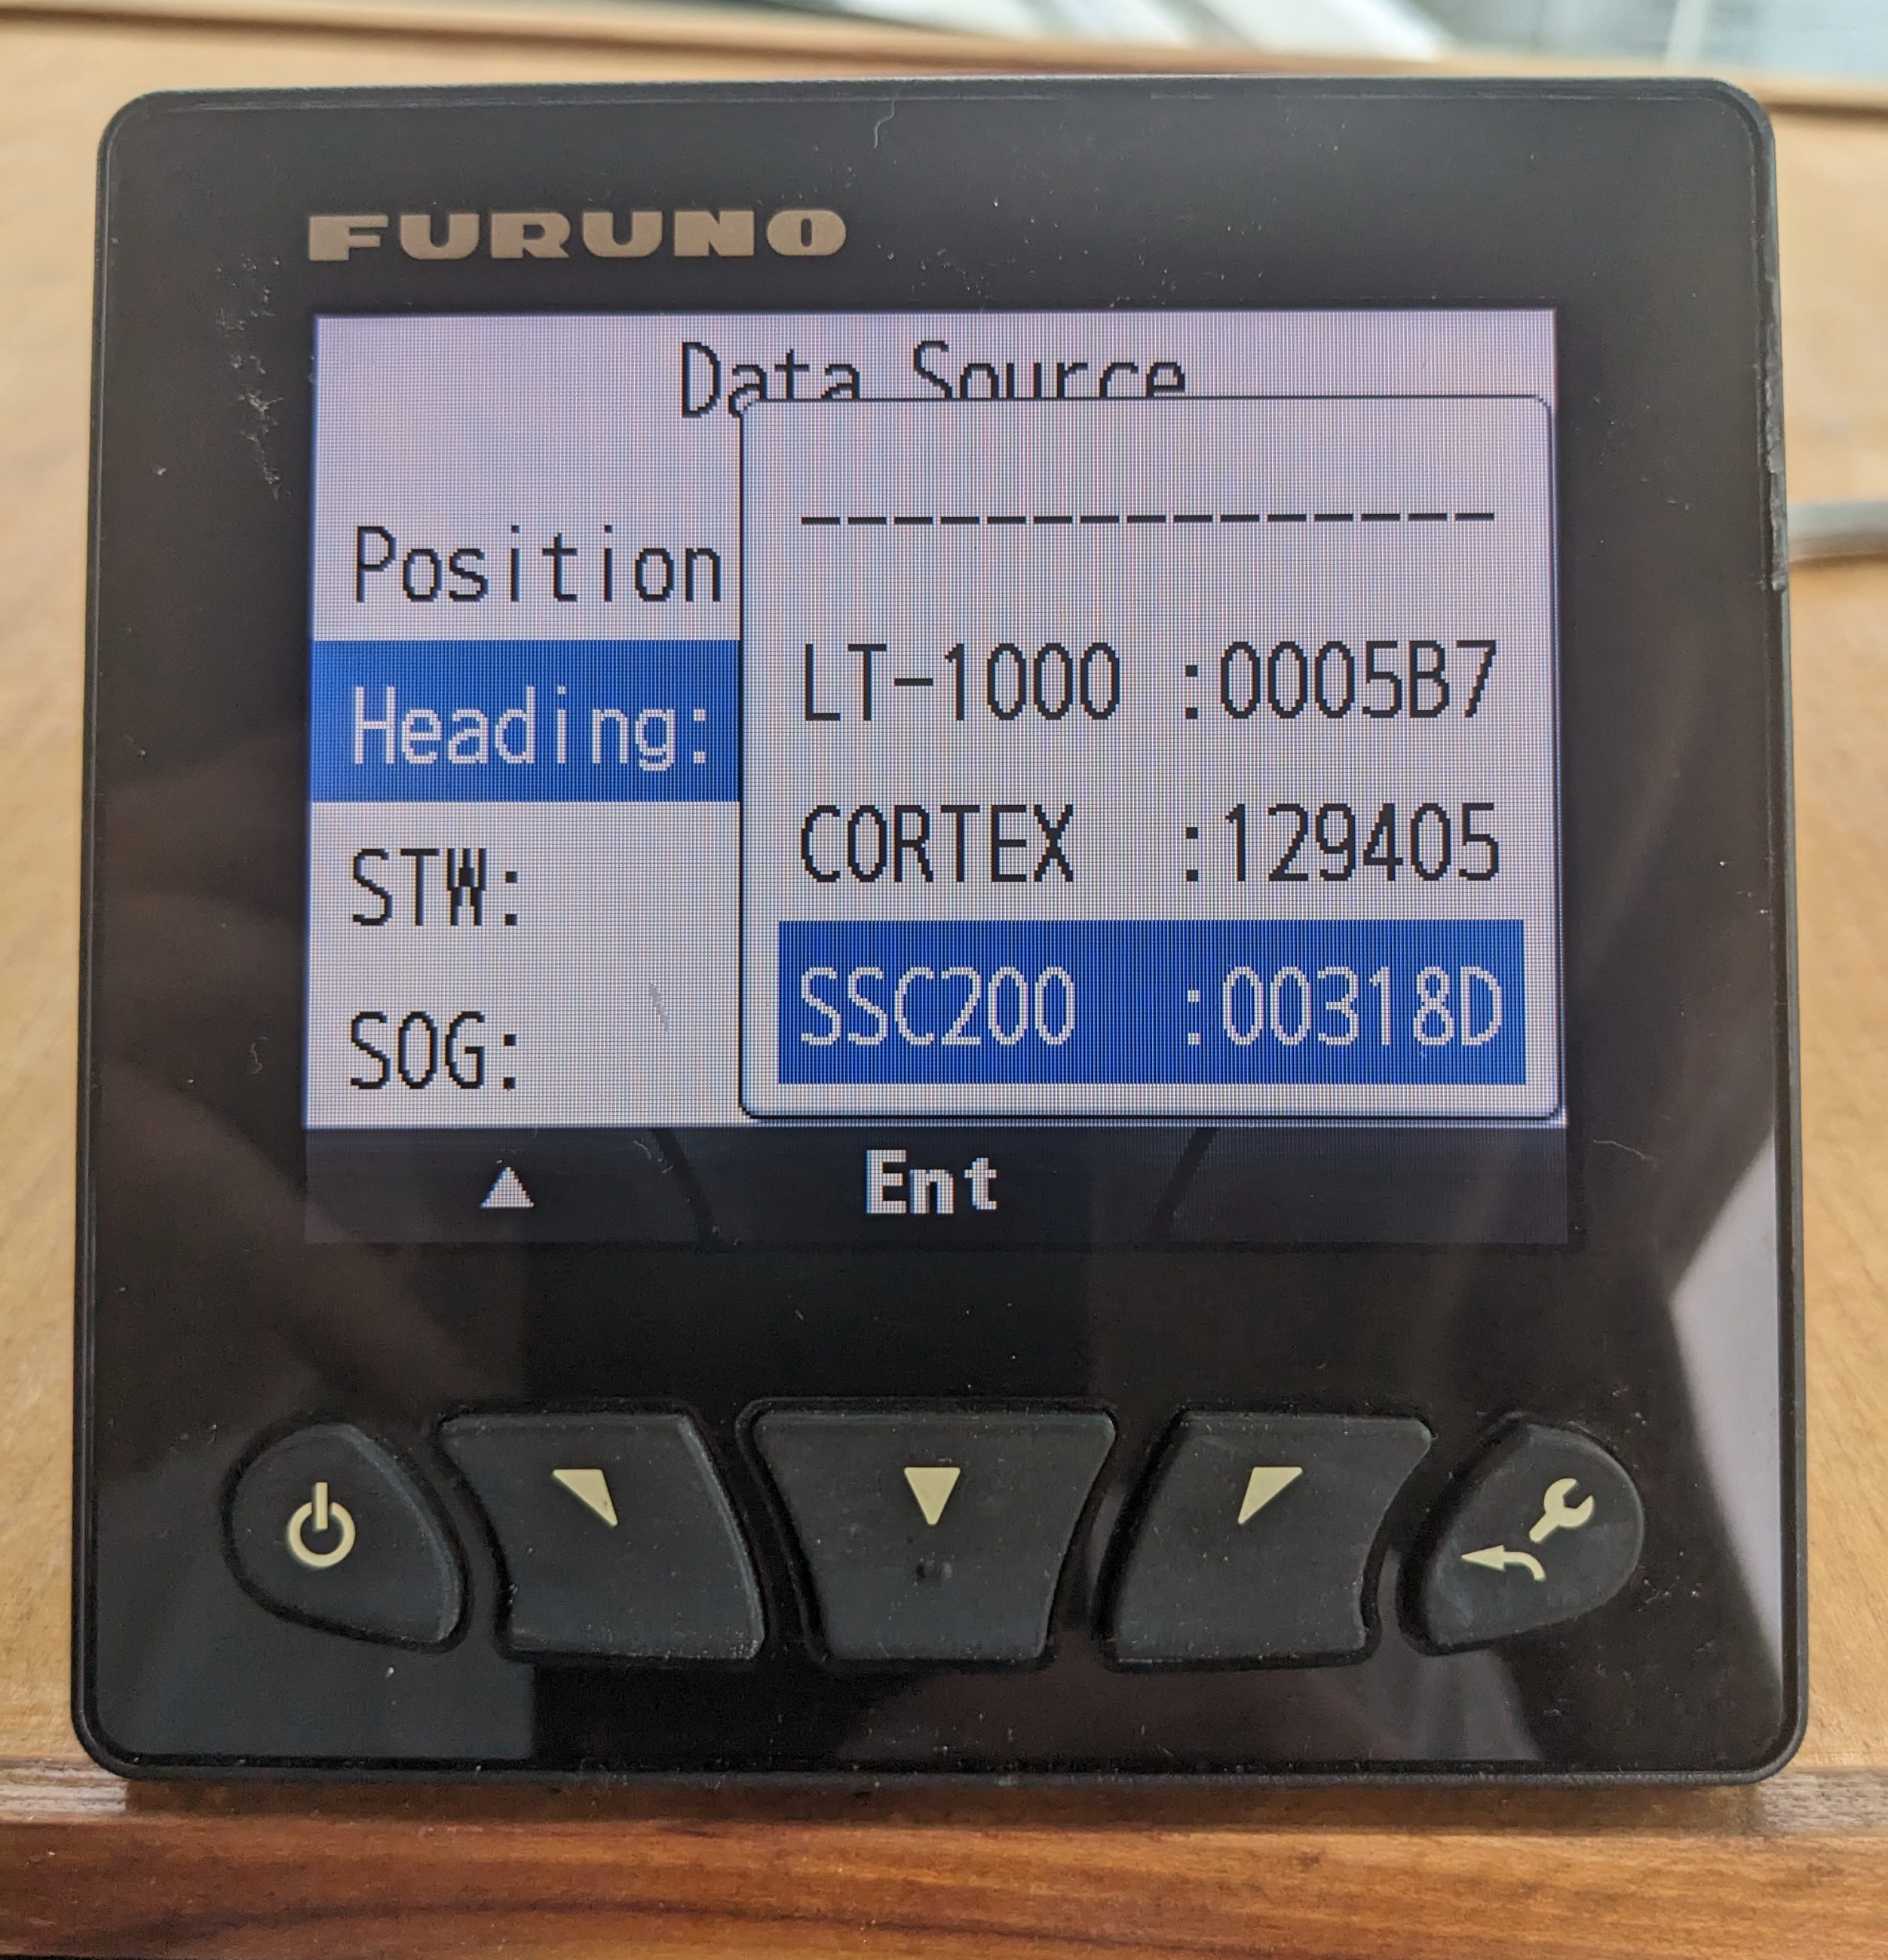 FURUNO
Data Source
---------------
Position
LT-1000 :0005B7
Heading:
CORTEX :129405
STW:
SSC200 :00318D
SOG:
Ent